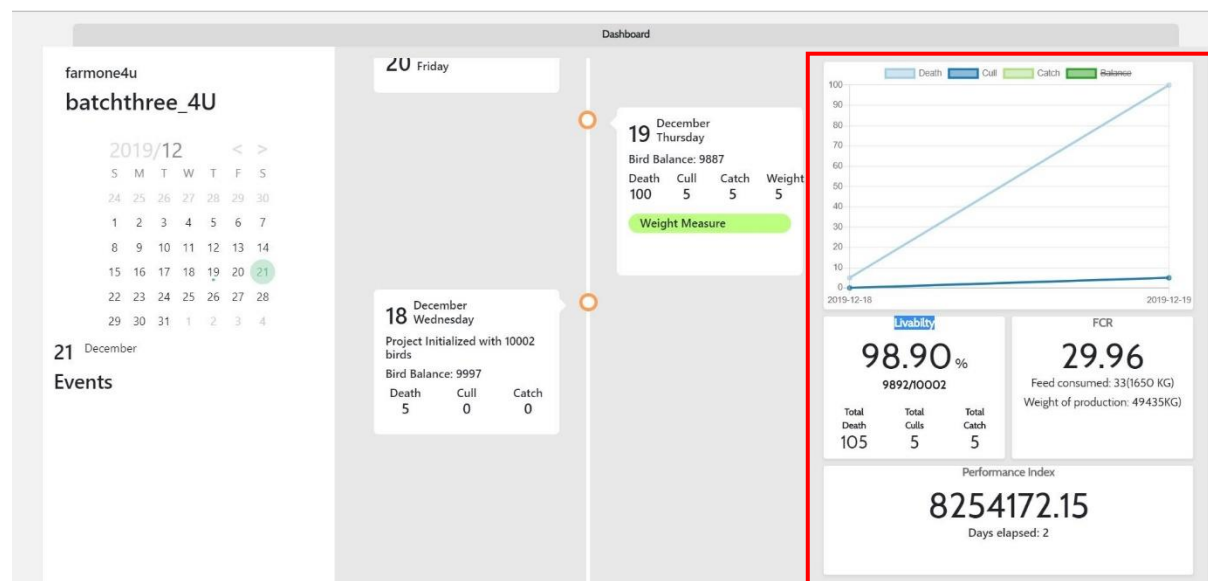 Dashboard
farmone4u
batchthree_4U
2019/12 < >
S M T W T F S
24 25 26 27 28 29 30
1 2 3 4 5 6 7
8 9 10 11 12 13 14
15 16 17 18 19 20 21
22 23 24 25 26 27 28
29 30 31 1 2 3 4
21 December
Events
20 Friday
19 December
Thursday
Bird Balance: 9887
Death Cull Catch Weight
100 5 5 5
Weight Measure
18 December
Wednesday
Project Initialized with 10002
birds
Bird Balance: 9997
Death Cull Catch
5 0 0
Death Cull Catch Balance
100
90
80
70
60
50
40
30
20
10
0
2019-12-18 2019-12-19
Livabilty
98.90 %
9892/10002
Total Total Total
Death Culls Catch
105 5 5
FCR
29.96
Feed consumed: 33(1650 KG)
Weight of production: 49435KG)
Performance Index
8254172.15
Days elapsed: 2